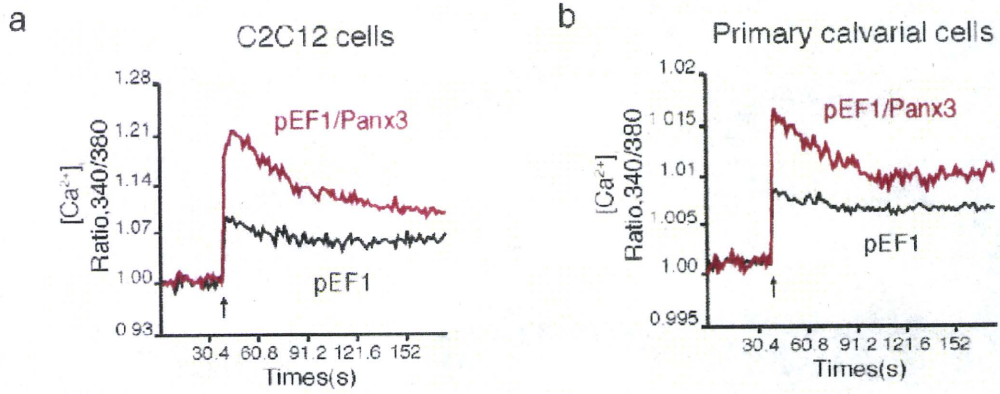 a
C2C12 cells
1.28
1.21
1.14
1.07
1.00
0.93
[Ca²⁺]i
Ratio.340/380
pEF1/Panx3
pEF1
30.4 60.8 91.2 121.6 152
Times(s)
b
Primary calvarial cells
1.02
1.015
1.01
1.005
1.00
0.995
[Ca²⁺]i
Ratio.340/380
pEF1/Panx3
pEF1
30.4 60.8 91.2 121.6 152
Times(s)